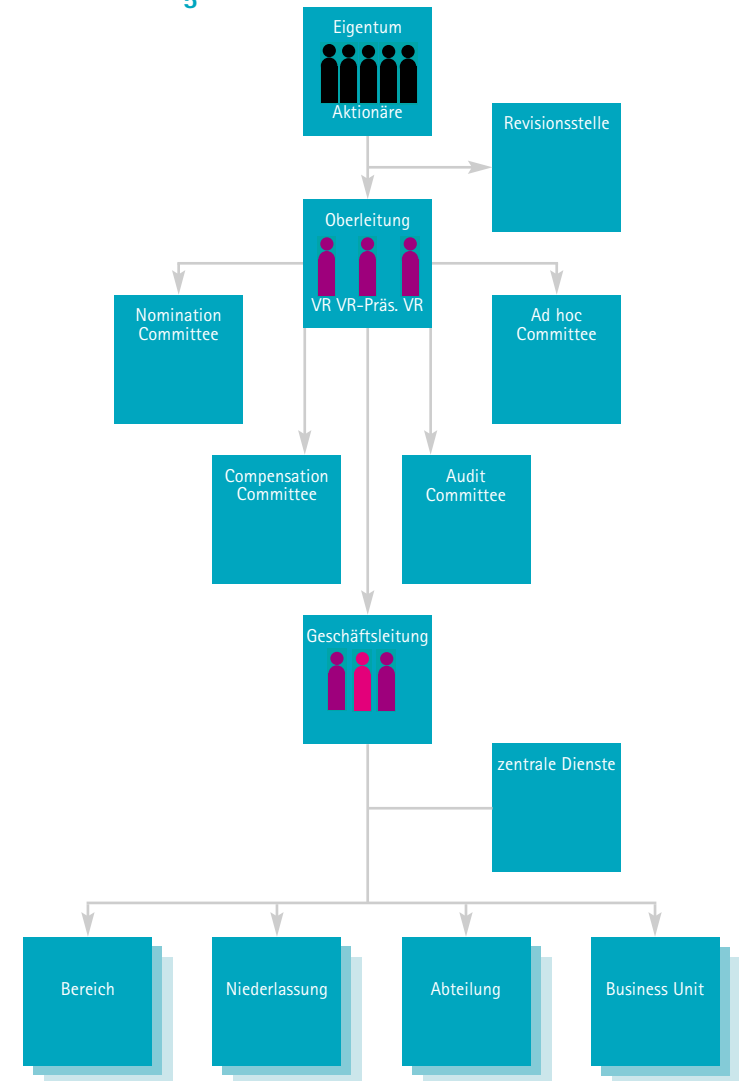 Eigentum
Aktionäre
Revisionsstelle
Oberleitung
VR VR-Präs. VR
Nomination
Committee
Ad hoc
Committee
Compensation
Committee
Audit
Committee
Geschäftsleitung
zentrale Dienste
Bereich
Niederlassung
Abteilung
Business Unit